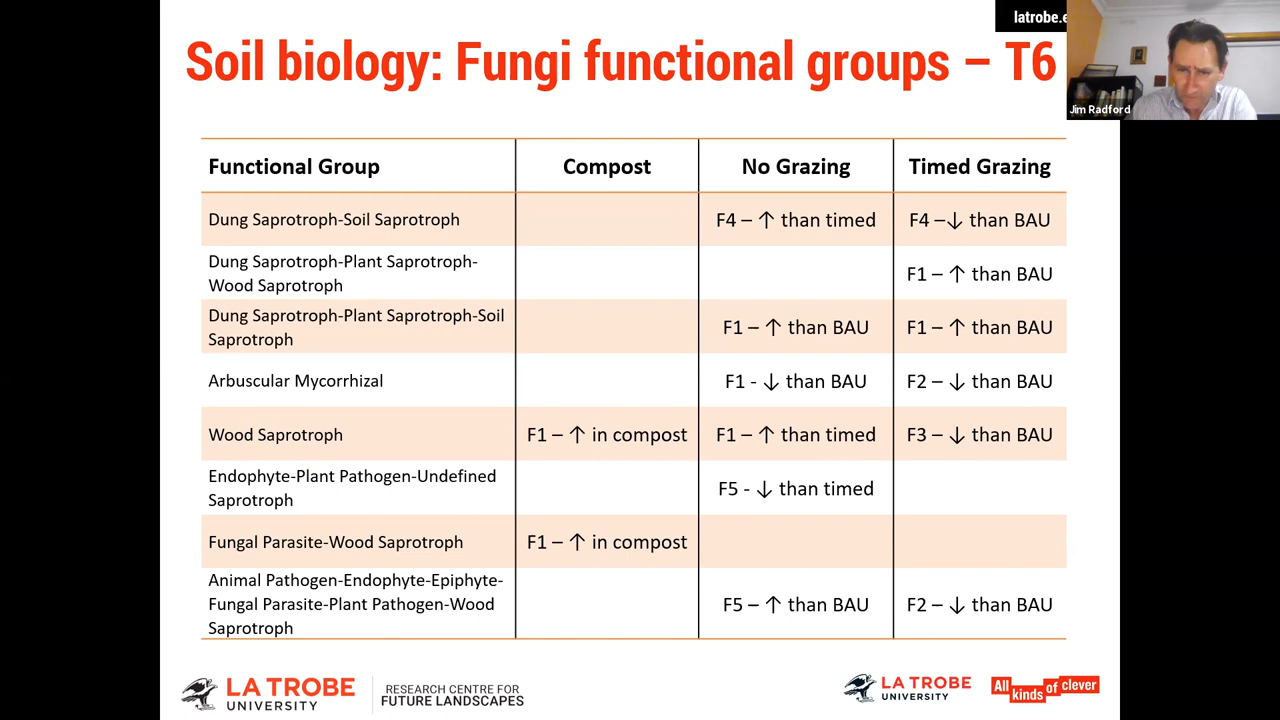 latrobe.e
Soil biology: Fungi functional groups – T6
Jim Radford
Functional Group Compost No Grazing Timed Grazing
Dung Saprotroph-Soil Saprotroph F4 – ↑ than timed F4 –↓ than BAU
Dung Saprotroph-Plant Saprotroph-
Wood Saprotroph F1 – ↑ than BAU
Dung Saprotroph-Plant Saprotroph-Soil
Saprotroph F1 – ↑ than BAU F1 – ↑ than BAU
Arbuscular Mycorrhizal F1 - ↓ than BAU F2 – ↓ than BAU
Wood Saprotroph F1 – ↑ in compost F1 – ↑ than timed F3 – ↓ than BAU
Endophyte-Plant Pathogen-Undefined
Saprotroph F5 - ↓ than timed
Fungal Parasite-Wood Saprotroph F1 – ↑ in compost
Animal Pathogen-Endophyte-Epiphyte-
Fungal Parasite-Plant Pathogen-Wood
Saprotroph F5 – ↑ than BAU F2 – ↓ than BAU
LA TROBE
UNIVERSITY
RESEARCH CENTRE FOR
FUTURE LANDSCAPES
LA TROBE
UNIVERSITY
All kinds of clever